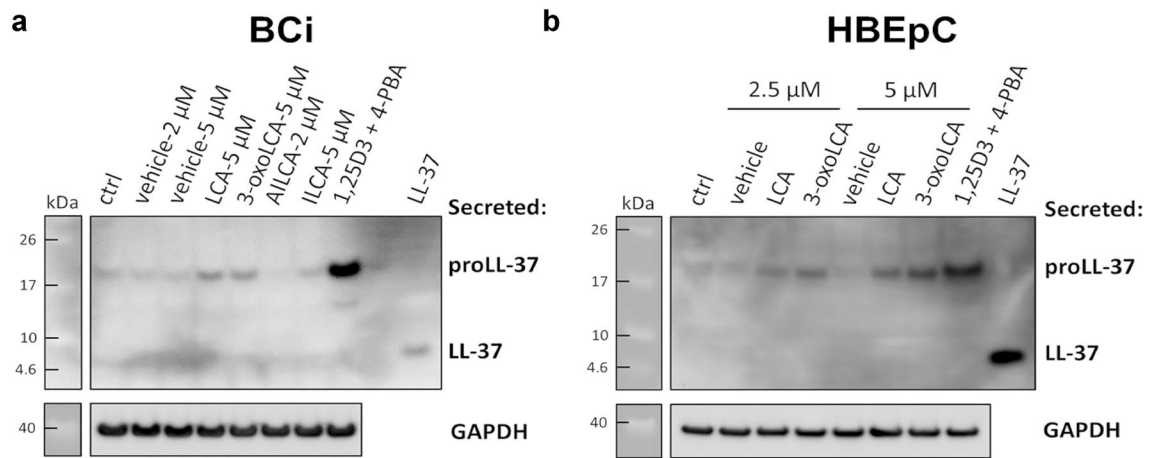 a
BCi
ctrl
vehicle-2 µM
vehicle-5 µM
LCA-5 µM
3-oxoLCA-5 µM
AILCA-2 µM
ILCA-5 µM
1,25D3 + 4-PBA
LL-37
kDa
26
17
10
4.6
40
Secreted:
proLL-37
LL-37
GAPDH
b
HBEpC
2.5 µM
5 µM
ctrl
vehicle
LCA
3-oxoLCA
vehicle
LCA
3-oxoLCA
1,25D3 + 4-PBA
LL-37
kDa
26
17
10
4.6
40
Secreted:
proLL-37
LL-37
GAPDH